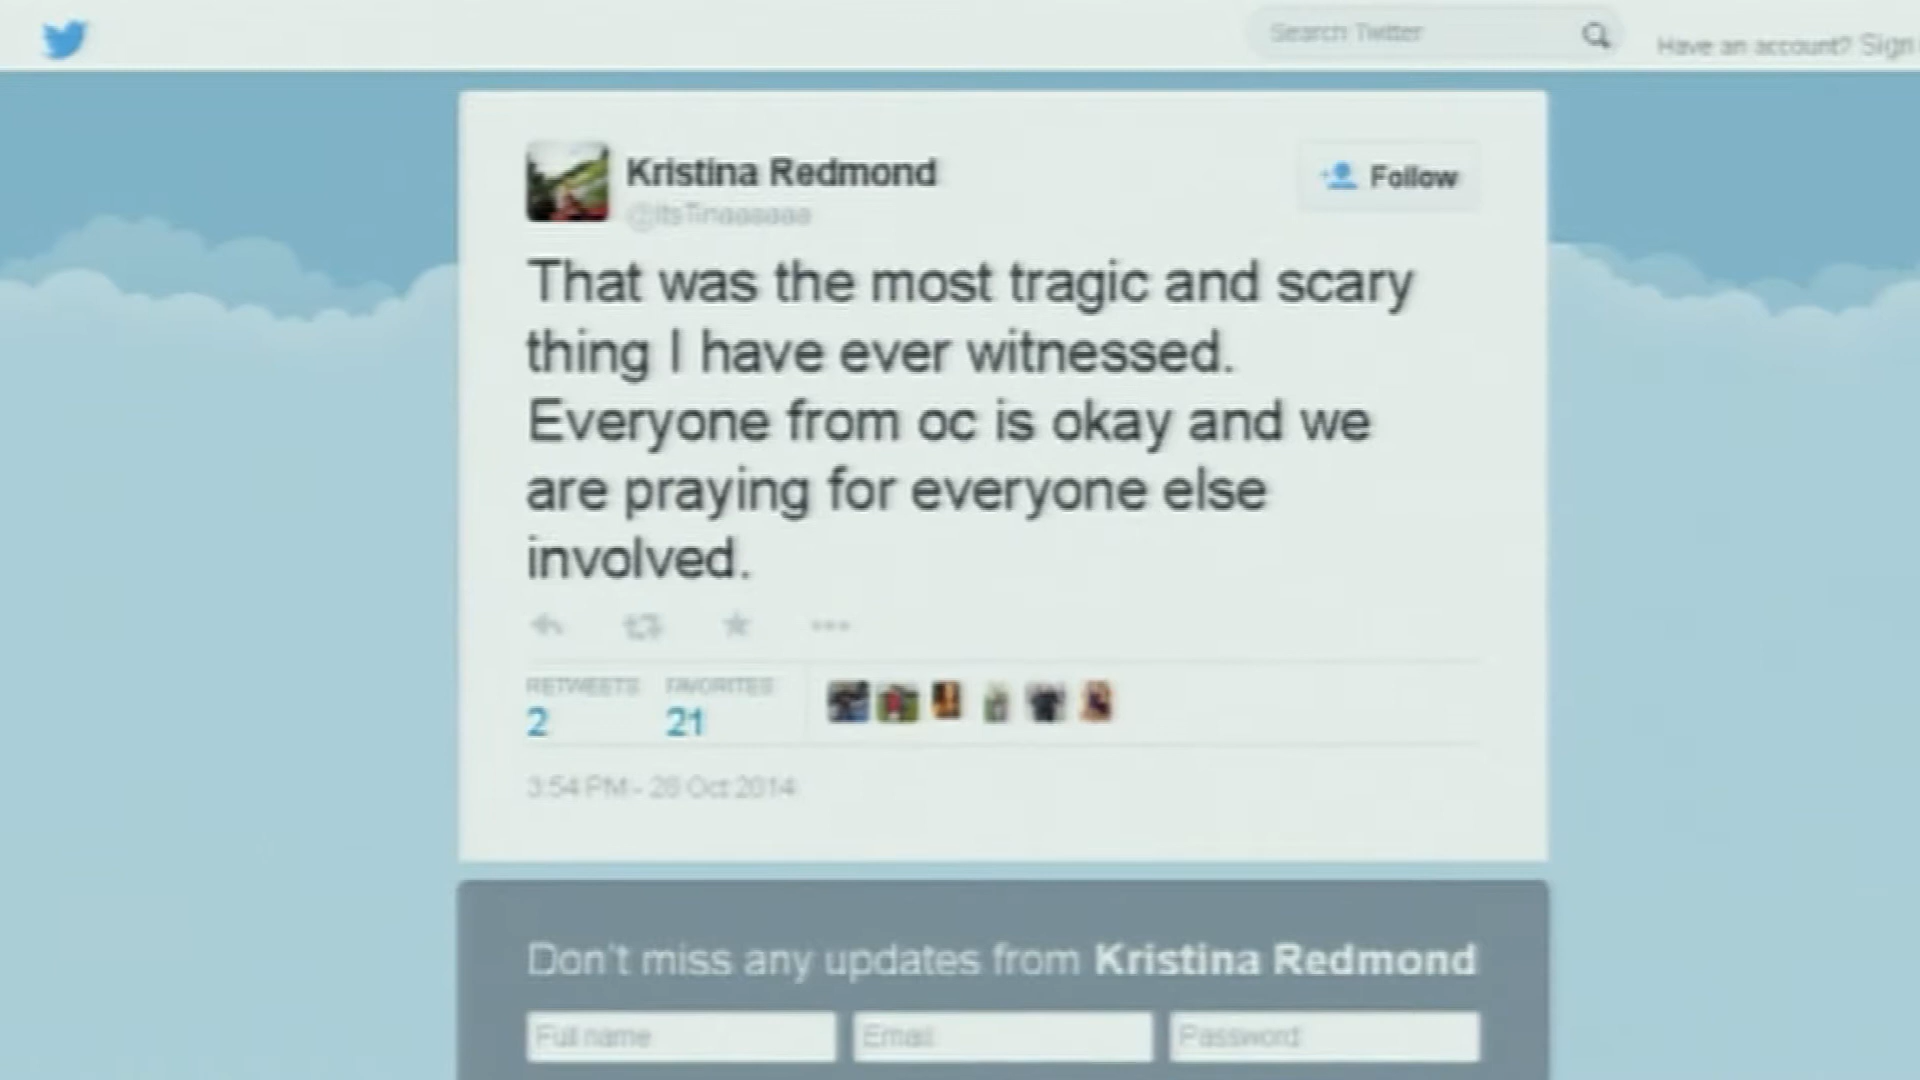 Search Twitter
Have an account? Sign
Kristina Redmond
Follow
@ItsTinaaaaaa
That was the most tragic and scary
thing I have ever witnessed.
Everyone from oc is okay and we
are praying for everyone else
involved.
RETWEETS FAVORITES
2 21
3:54 PM - 28 Oct 2014
Don't miss any updates from Kristina Redmond
Full name Email Password